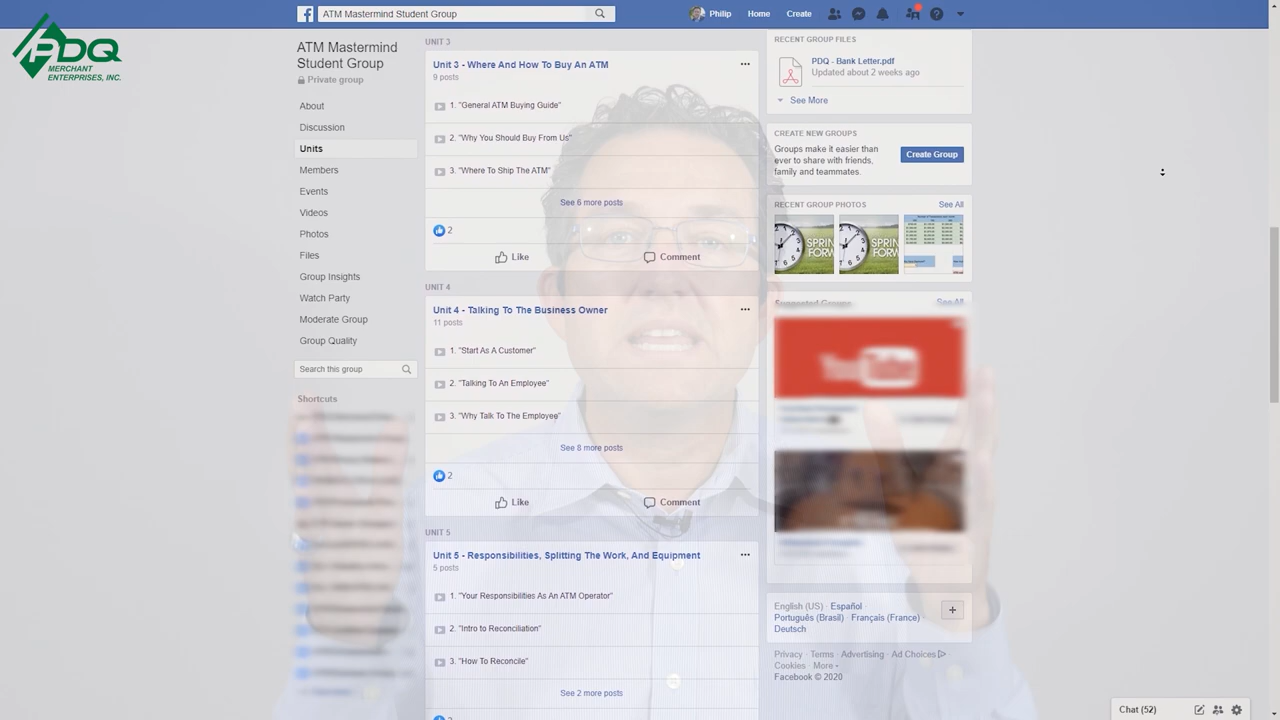 PDQ
MERCHANT
ENTERPRISES, INC.
ATM Mastermind Student Group
Philip
Home
Create
ATM Mastermind
Student Group
Private group
About
Discussion
Units
Members
Events
Videos
Photos
Files
Group Insights
Watch Party
Moderate Group
Group Quality
Search this group
Shortcuts
UNIT 3
Unit 3 - Where And How To Buy An ATM
9 posts
1. "General ATM Buying Guide"
2. "Why You Should Buy From Us"
3. "Where To Ship The ATM"
See 6 more posts
2
Like
Comment
UNIT 4
Unit 4 - Talking To The Business Owner
11 posts
1. "Start As A Customer"
2. "Talking To An Employee"
3. "Why Talk To The Employee"
See 8 more posts
2
Like
Comment
UNIT 5
Unit 5 - Responsibilities, Splitting The Work, And Equipment
5 posts
1. "Your Responsibilities As An ATM Operator"
2. "Intro to Reconciliation"
3. "How To Reconcile"
See 2 more posts
RECENT GROUP FILES
PDQ - Bank Letter.pdf
Updated about 2 weeks ago
See More
CREATE NEW GROUPS
Groups make it easier than
ever to share with friends,
family and teammates.
Create Group
RECENT GROUP PHOTOS
See All
SPRING
FORW
SPRING
FORW
Suggested Groups
See All
English (US) · Español ·
Português (Brasil) · Français (France) ·
Deutsch
Privacy · Terms · Advertising · Ad Choices ·
Cookies · More
Facebook © 2020
Chat (52)